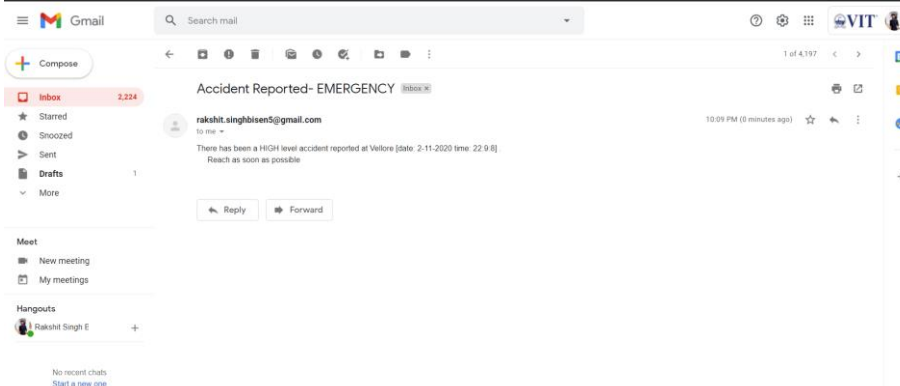 Gmail
Search mail
VIT
Compose
1 of 4,197
Inbox 2,224
Starred
Snoozed
Sent
Drafts 1
More
Accident Reported- EMERGENCY Inbox ×
rakshit.singhbisen5@gmail.com 10:09 PM (0 minutes ago)
to me
There has been a HIGH level accident reported at Vellore [date: 2-11-2020 time: 22:9:8]
Reach as soon as possible
Reply Forward
Meet
New meeting
My meetings
Hangouts
Rakshit Singh B
No recent chats
Start a new one